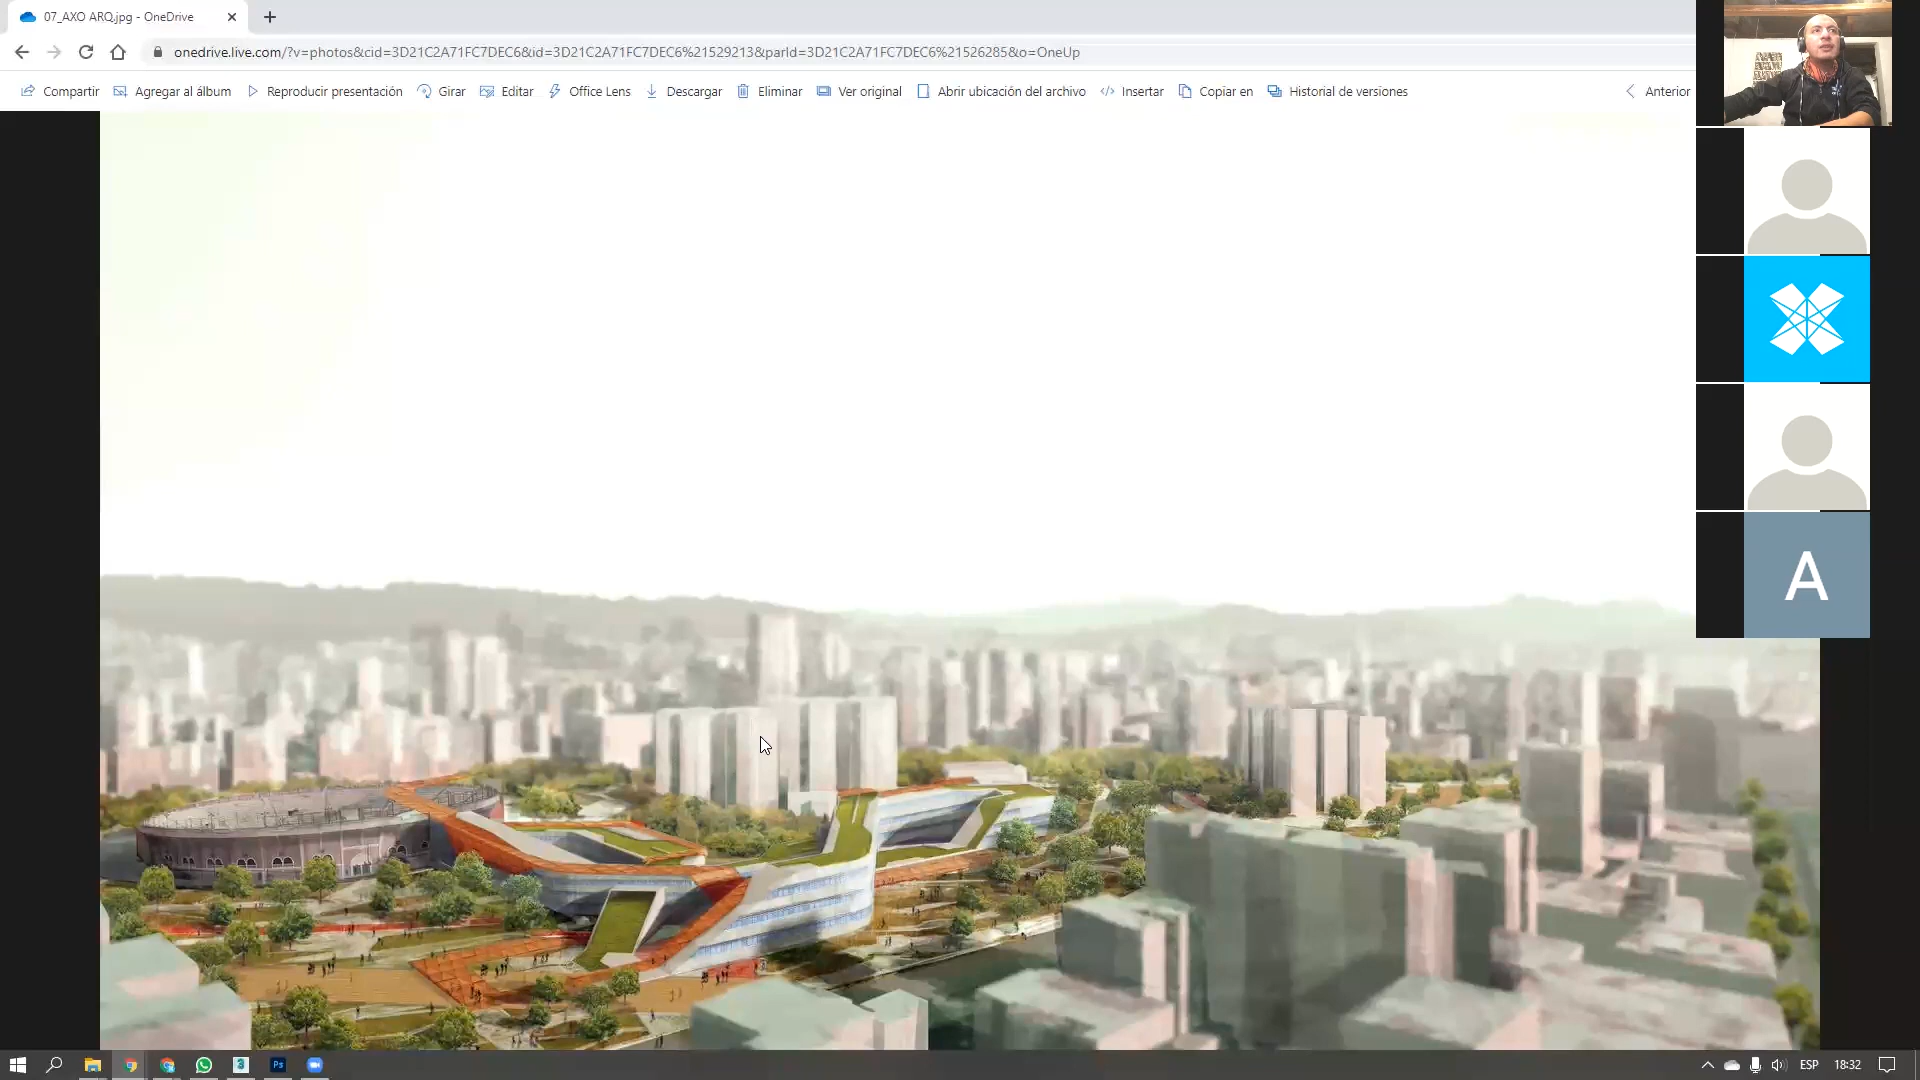 07_AXO ARQ.jpg - OneDrive
onedrive.live.com/?v=photos&cid=3D21C2A71FC7DEC6&id=3D21C2A71FC7DEC6%21529213&parId=3D21C2A71FC7DEC6%21526285&o=OneUp
Compartir Agregar al álbum Reproducir presentación Girar Editar Office Lens Descargar Eliminar Ver original Abrir ubicación del archivo Insertar Copiar en Historial de versiones Anterior
A
Ps
ESP 18:32